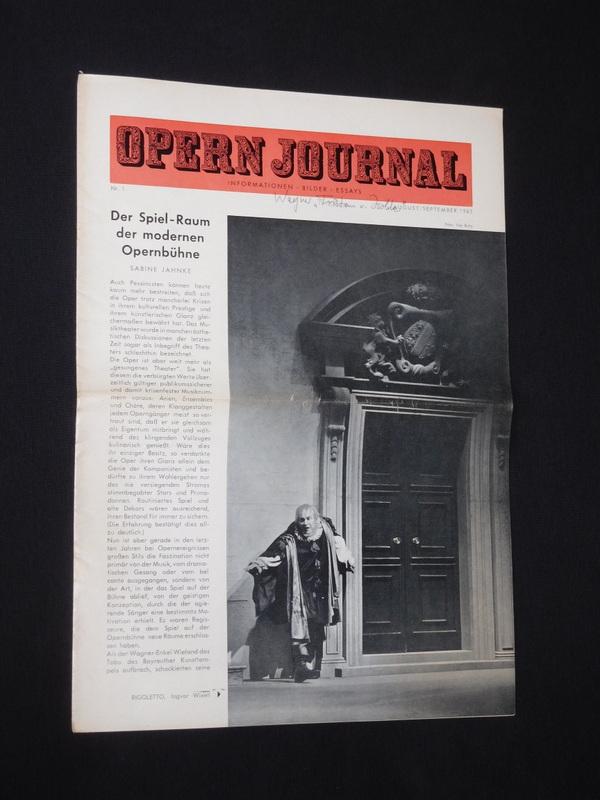 OPERN JOURNAL
INFORMATIONEN - BILDER - ESSAYS
Nr. 1
Wagner, Tristan u. Isolde
AUGUST/SEPTEMBER 1967
Der Spiel-Raum
der modernen
Opernbühne
SABINE JAHNKE
Auch Pessimisten können heute
kaum mehr bestreiten, daß sich
die Oper trotz mancherlei Krisen
in ihrem kulturellen Prestige und
ihrem künstlerischen Glanz glei-
chermaßen bewährt hat. Das Mu-
siktheater wurde in manchen ästhe-
tischen Diskussionen der letzten
Zeit sogar als Inbegriff des Thea-
ters schlechthin bezeichnet.
Die Oper ist aber weit mehr als
„gesungenes Theater". Sie hat
diesem die verbürgten Werte über-
zeitlich gültiger publikumssicherer
und damit krisenfester Musiknum-
mern voraus: Arien, Ensembles
und Chöre, deren Klanggestalten
jedem Operngänger meist so ver-
traut sind, daß er sie gleichsam
als Eigentum mitbringt und wäh-
rend des klingenden Vollzuges
kulinarisch genießt. Wäre dies
ihr einziger Besitz, so verdankte
die Oper ihren Glanz allein dem
Genie der Komponisten und be-
dürfte zu ihrem Wohlergehen nur
des nie versiegenden Stromes
stimmbegabter Stars und Prima-
donnen. Routiniertes Spiel und
alte Dekors wären ausreichend,
ihren Bestand für immer zu sichern.
(Die Erfahrung bestätigt dies all-
zu deutlich.)
Nun ist aber gerade in den letz-
ten Jahren bei Opernereignissen
großen Stils die Faszination nicht
primär von der Musik, vom drama-
tischen Gesang oder vom bel
canto ausgegangen, sondern von
der Art, in der das Spiel auf der
Bühne ablief, von der geistigen
Konzeption, durch die der agie-
rende Sänger eine bestimmte Mo-
tivation erhielt. Es waren Regis-
seure, die dem Spiel auf der
Opernbühne neue Räume erschlos-
sen haben.
Als der Wagner-Enkel Wieland das
Tabu des Bayreuther Kunsttem-
pels aufbrach, schockierten seine
RIGOLETTO, Ingvar Wixell